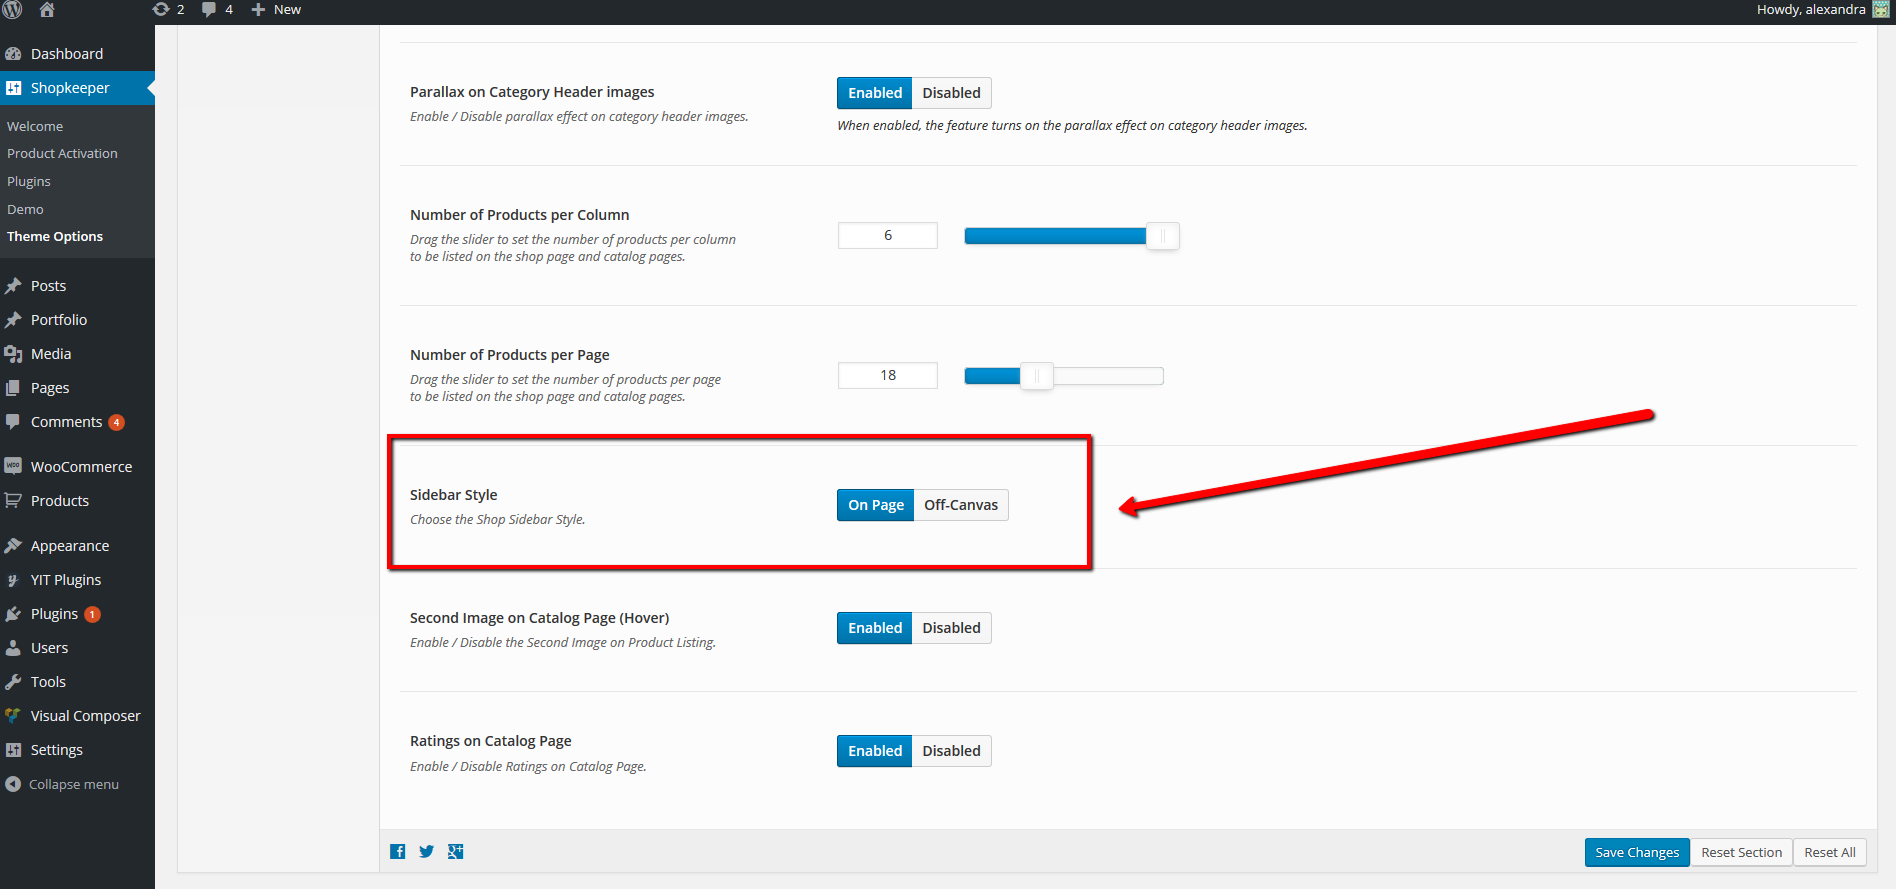 2
4
New
Howdy, alexandra
Dashboard
Shopkeeper
Welcome
Product Activation
Plugins
Demo
Theme Options
Posts
Portfolio
Media
Pages
Comments 4
WooCommerce
Products
Appearance
YIT Plugins
Plugins 1
Users
Tools
Visual Composer
Settings
Collapse menu
Parallax on Category Header images
Enable / Disable parallax effect on category header images.
Enabled Disabled
When enabled, the feature turns on the parallax effect on category header images.
Number of Products per Column
Drag the slider to set the number of products per column
to be listed on the shop page and catalog pages.
6
Number of Products per Page
Drag the slider to set the number of products per page
to be listed on the shop page and catalog pages.
18
Sidebar Style
Choose the Shop Sidebar Style.
On Page Off-Canvas
Second Image on Catalog Page (Hover)
Enable / Disable the Second Image on Product Listing.
Enabled Disabled
Ratings on Catalog Page
Enable / Disable Ratings on Catalog Page.
Enabled Disabled
Save Changes Reset Section Reset All